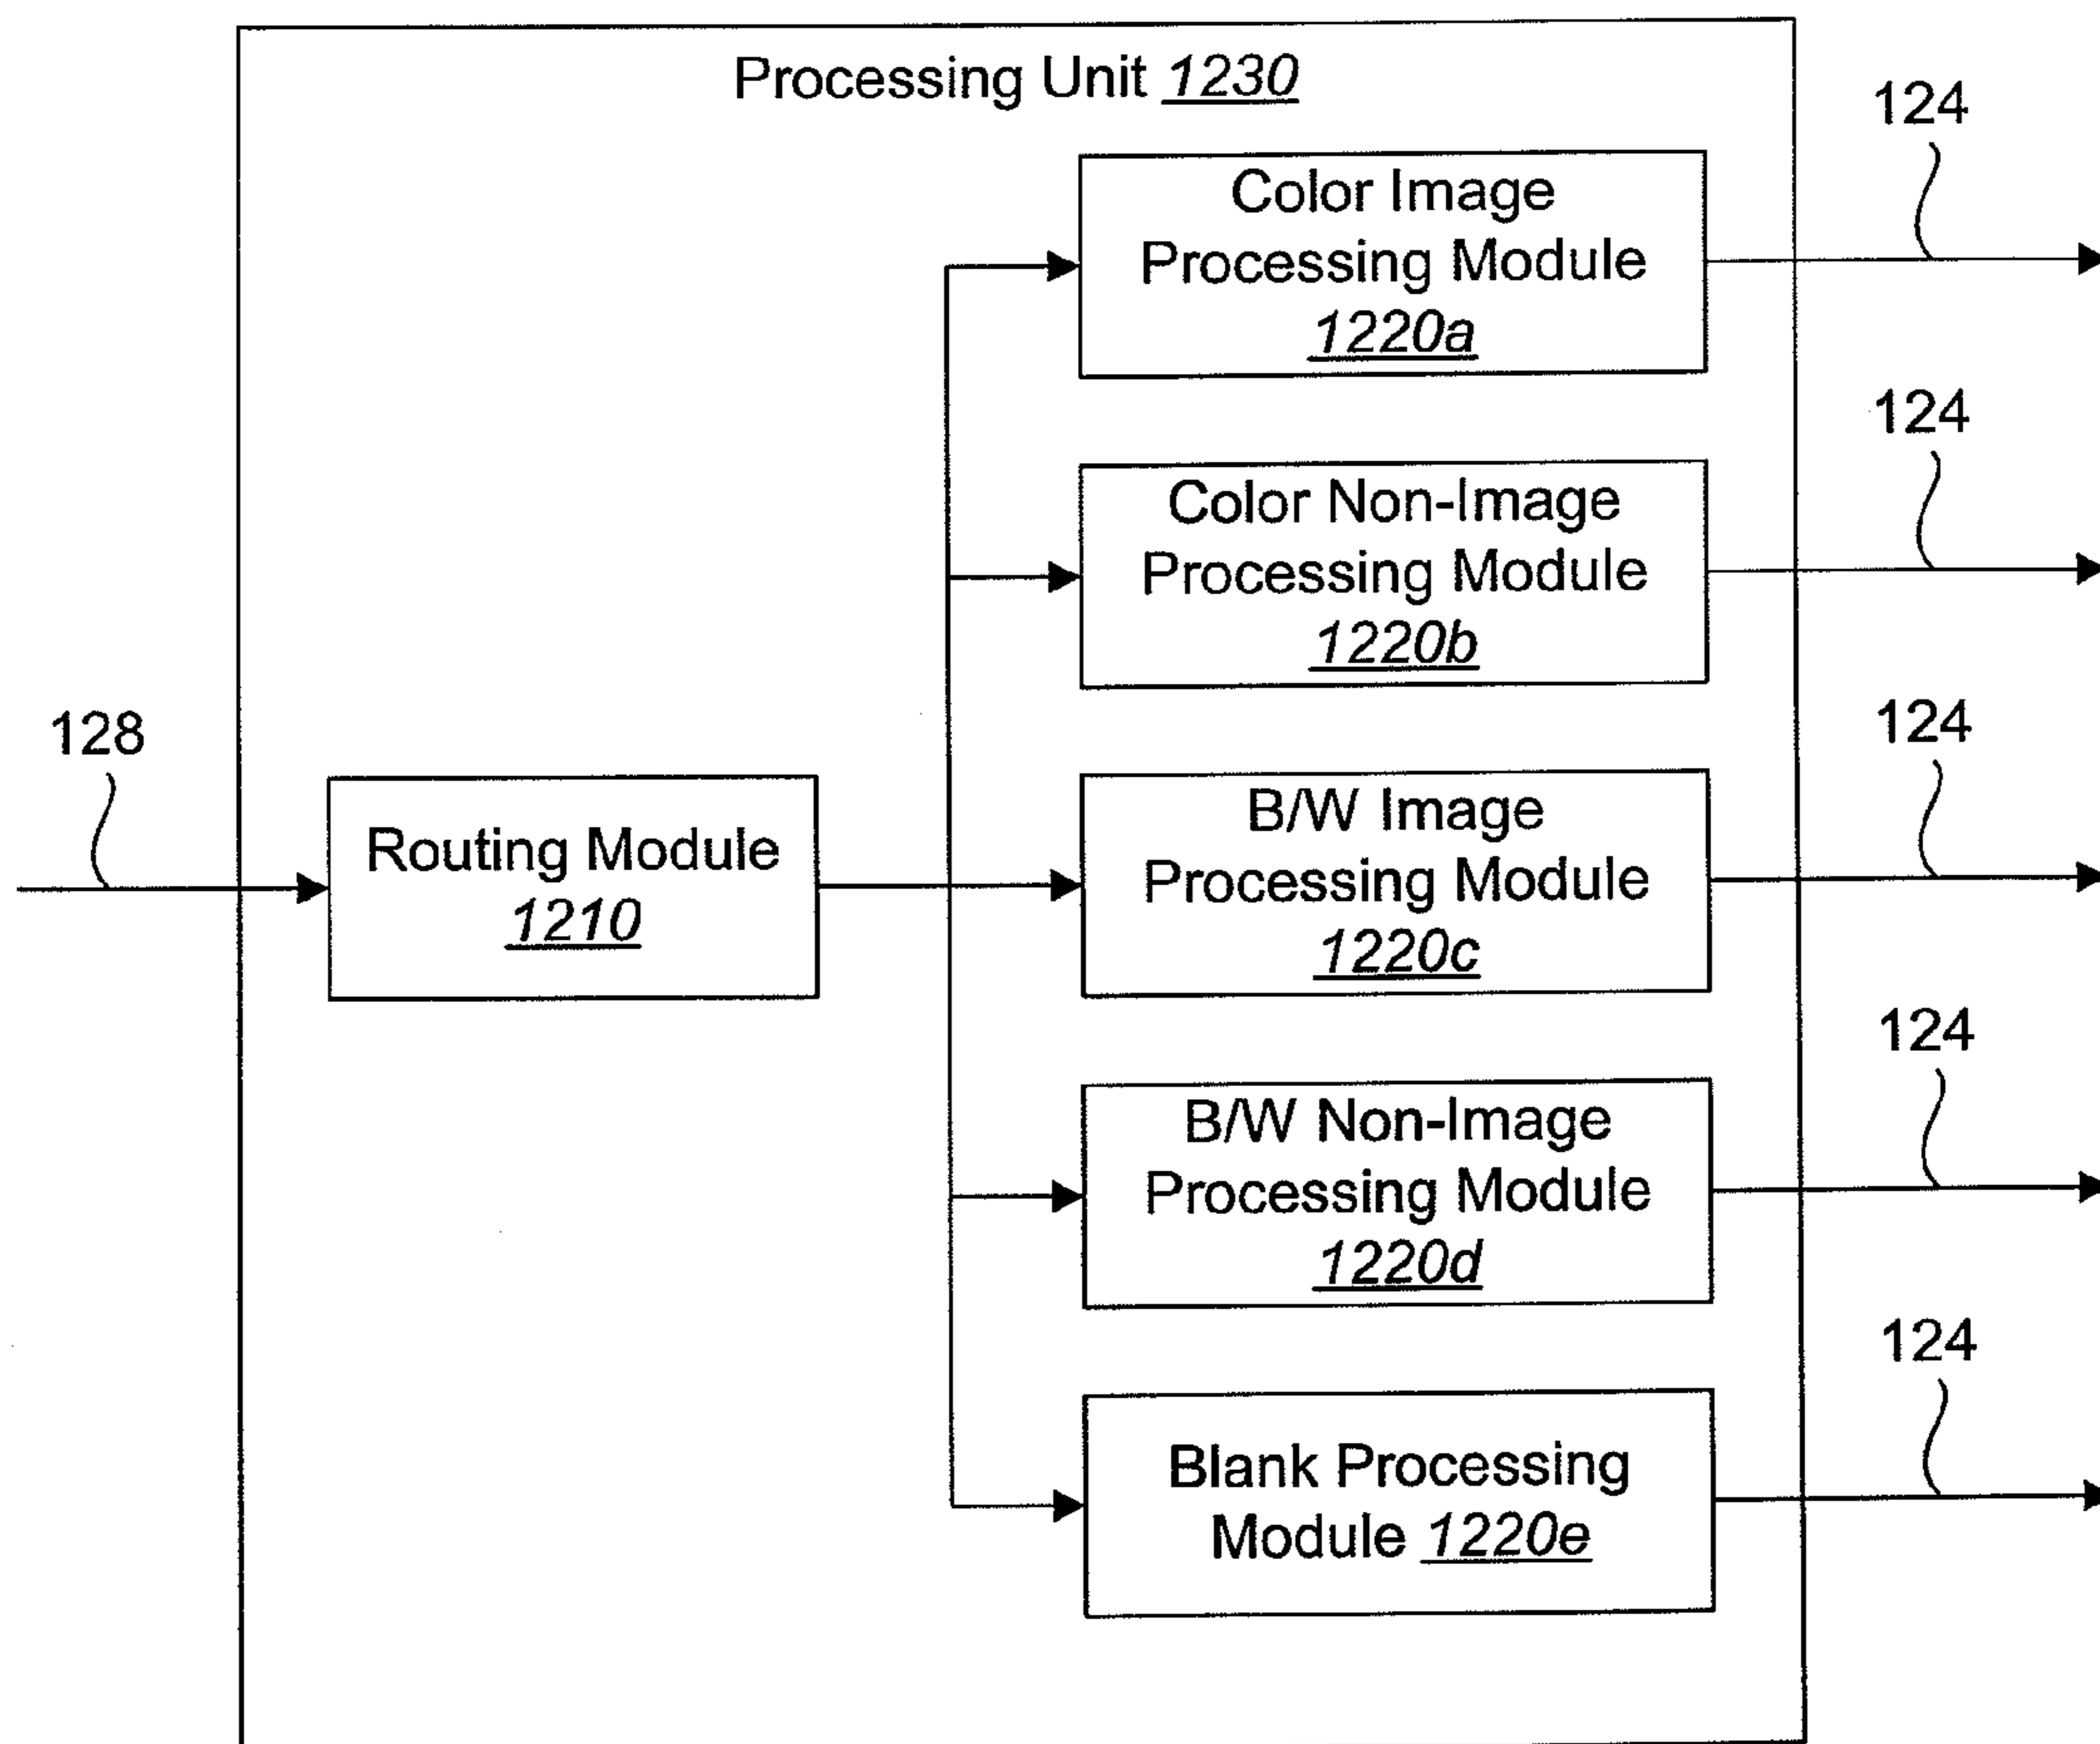 Processing Unit 1230
124
Color Image
Processing Module
1220a
124
Color Non-Image
Processing Module
1220b
128
Routing Module
1210
124
B/W Image
Processing Module
1220c
124
B/W Non-Image
Processing Module
1220d
124
Blank Processing
Module 1220e